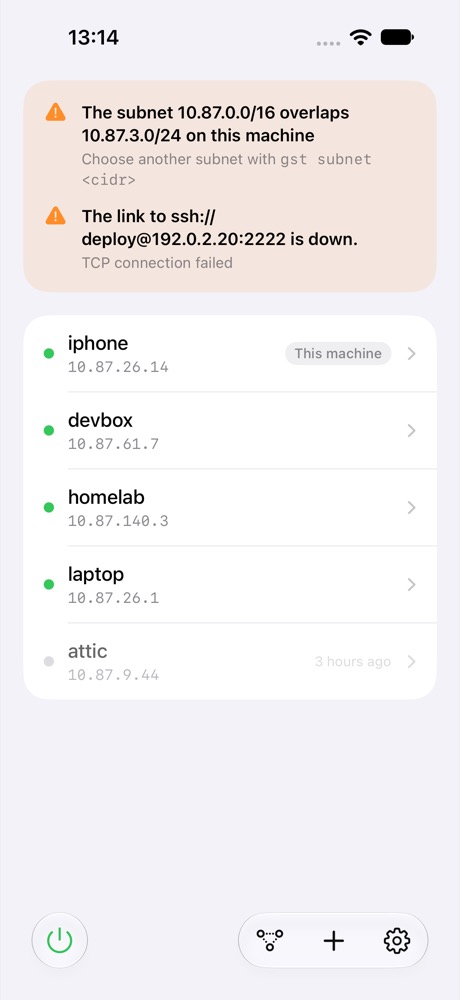 13:14
The subnet 10.87.0.0/16 overlaps
10.87.3.0/24 on this machine
Choose another subnet with gst subnet
<cidr>
The link to ssh://
deploy@192.0.2.20:2222 is down.
TCP connection failed
iphone
10.87.26.14
This machine
devbox
10.87.61.7
homelab
10.87.140.3
laptop
10.87.26.1
attic
10.87.9.44
3 hours ago